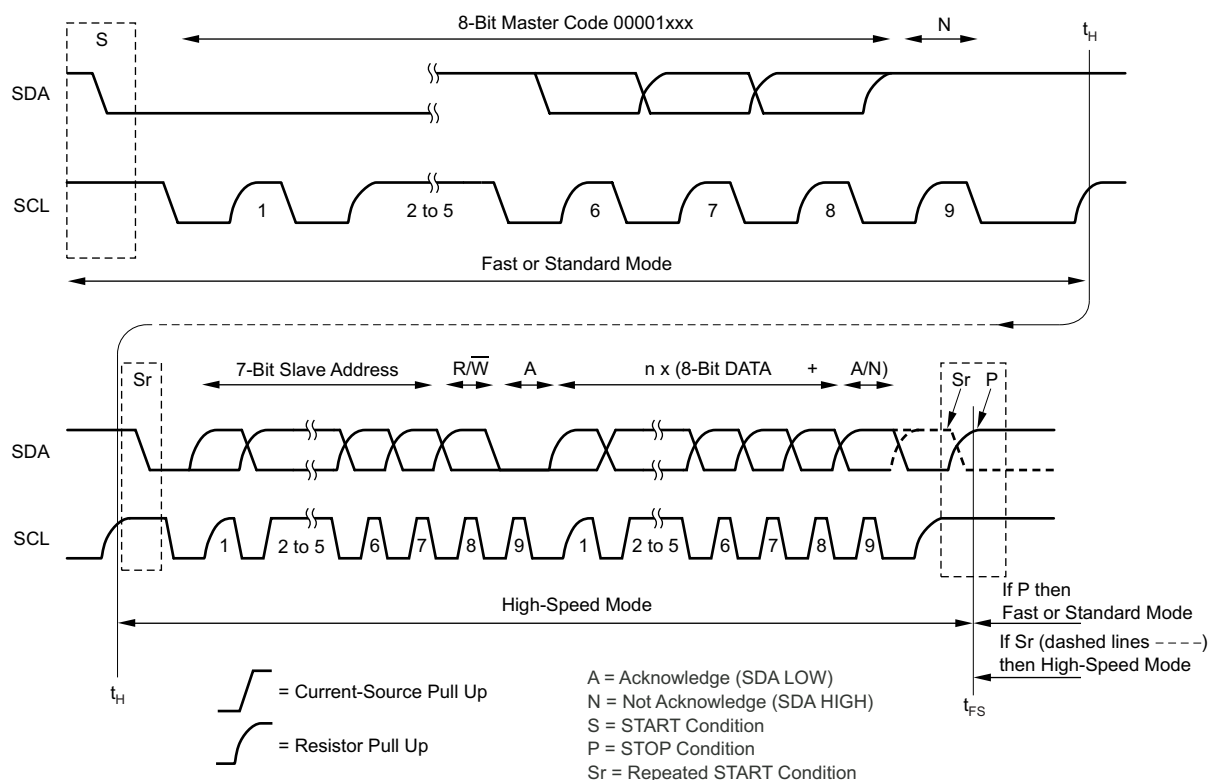 8-Bit Master Code 00001xxx
S
N
tH
SDA
SCL
1
2 to 5
6
7
8
9
Fast or Standard Mode
Sr
7-Bit Slave Address
R/W̅
A
n x (8-Bit DATA + A/N)
Sr
P
SDA
SCL
1
2 to 5
6
7
8
9
1
2 to 5
6
7
8
9
High-Speed Mode
If P then
Fast or Standard Mode
If Sr (dashed lines ----)
then High-Speed Mode
tH
tFS
= Current-Source Pull Up
= Resistor Pull Up
A = Acknowledge (SDA LOW)
N = Not Acknowledge (SDA HIGH)
S = START Condition
P = STOP Condition
Sr = Repeated START Condition